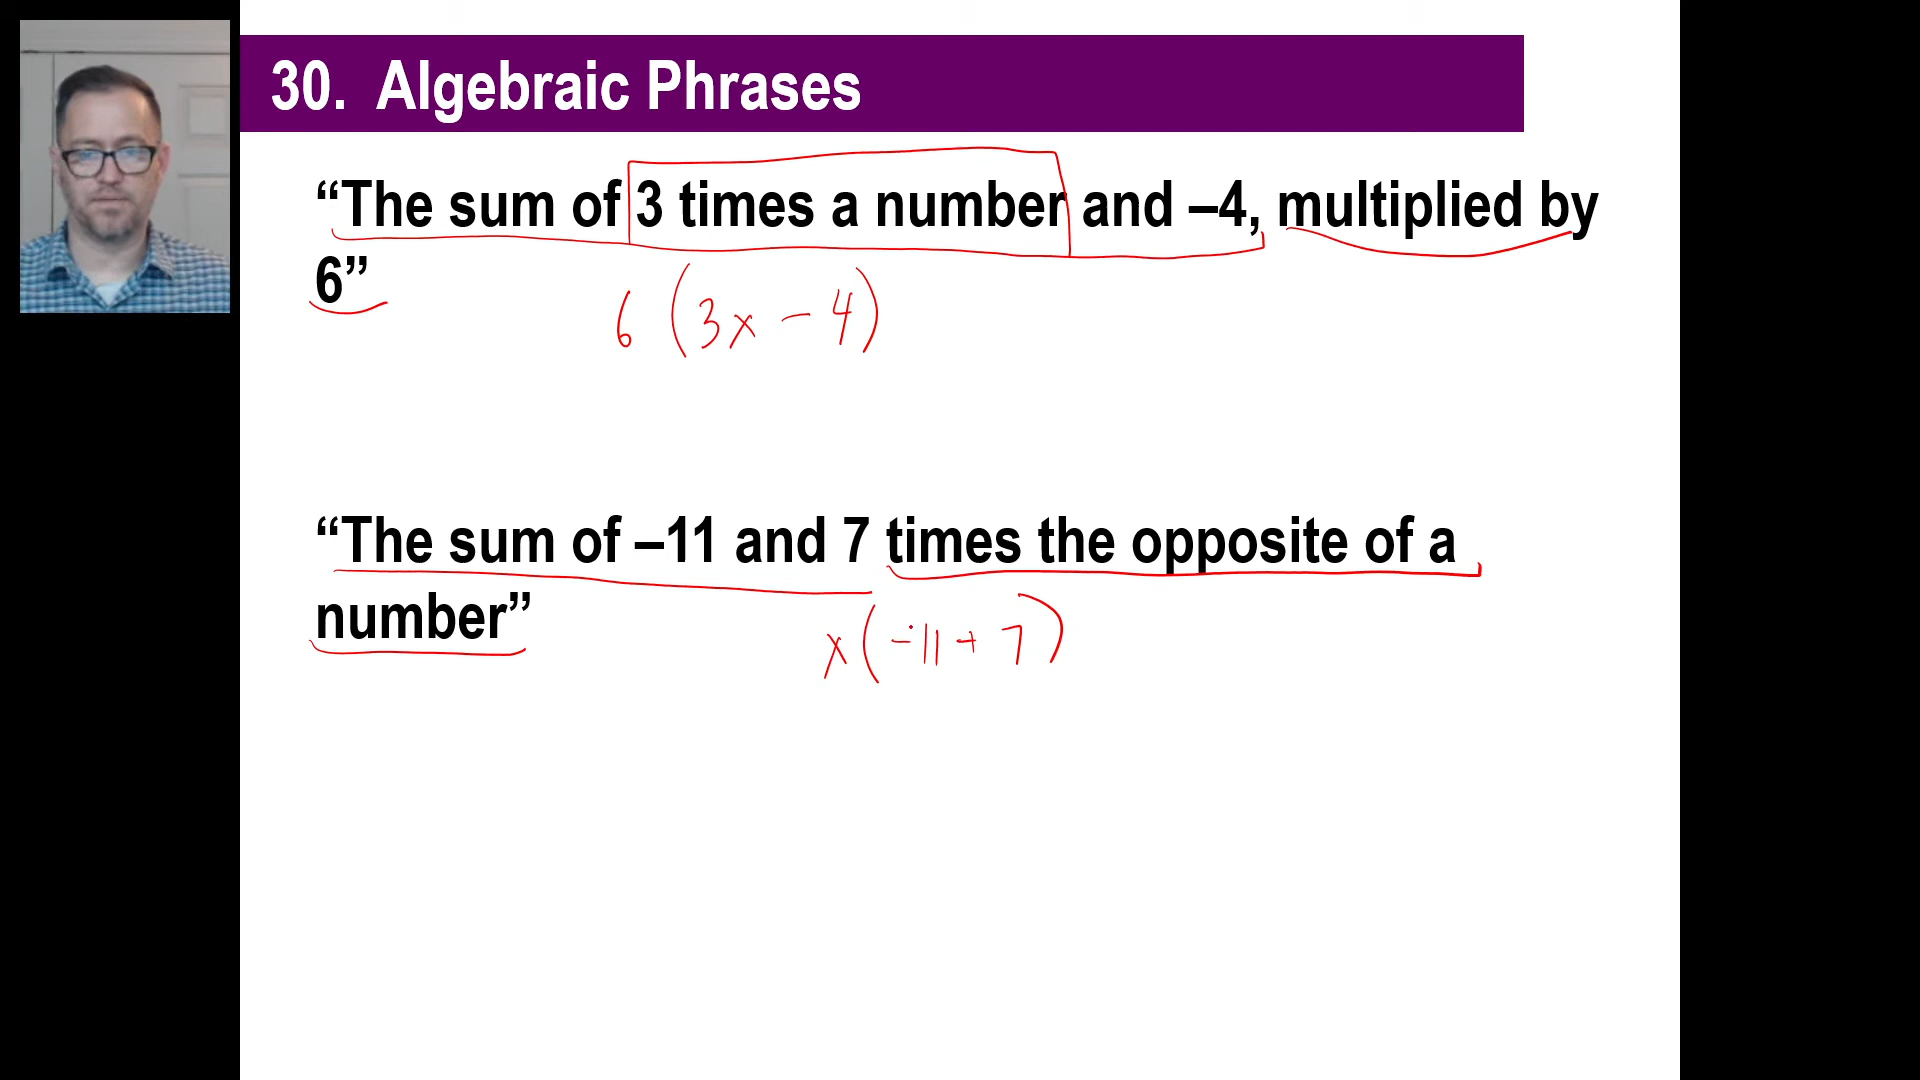 30. Algebraic Phrases
“The sum of 3 times a number and –4, multiplied by
6”
6 (3x – 4)
“The sum of –11 and 7 times the opposite of a
number”
x(–11 + 7)